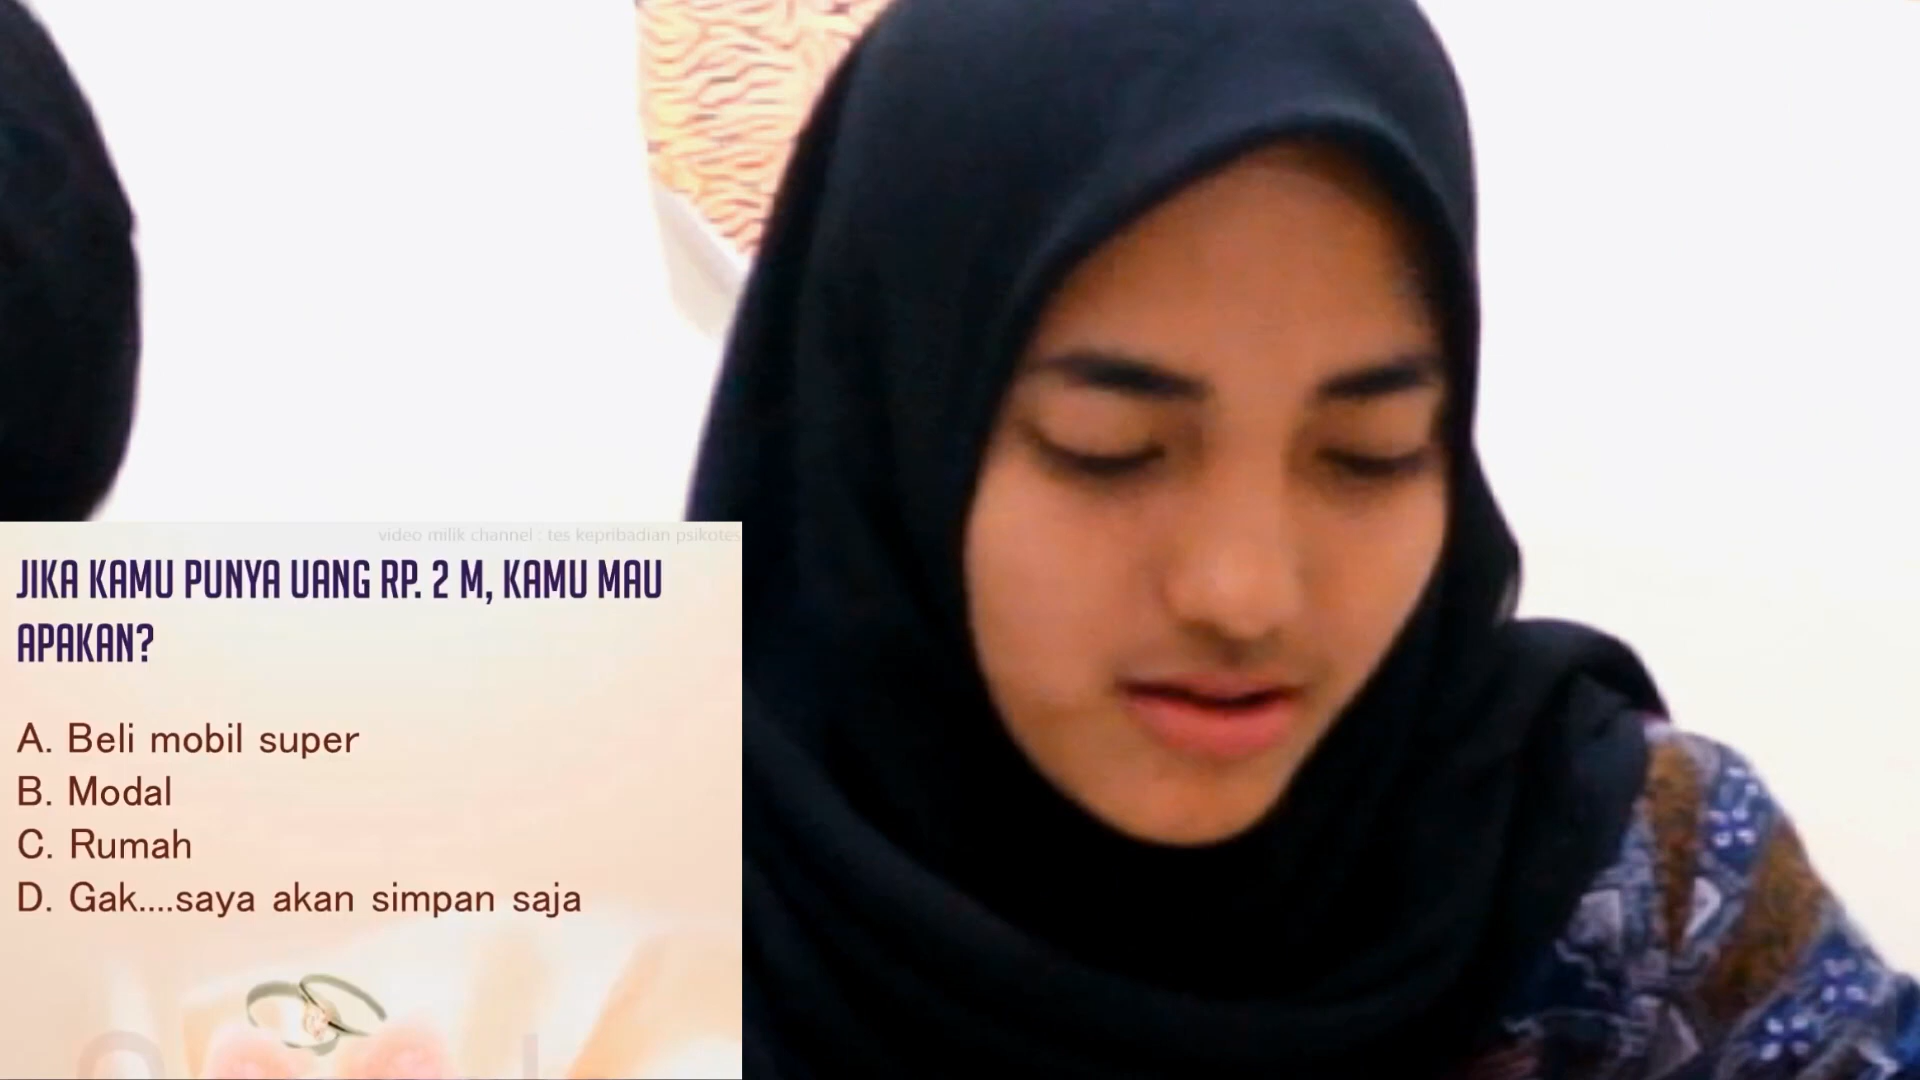 video milik channel : tes kepribadian psikotes
JIKA KAMU PUNYA UANG RP. 2 M, KAMU MAU
APAKAN?
A. Beli mobil super
B. Modal
C. Rumah
D. Gak....saya akan simpan saja